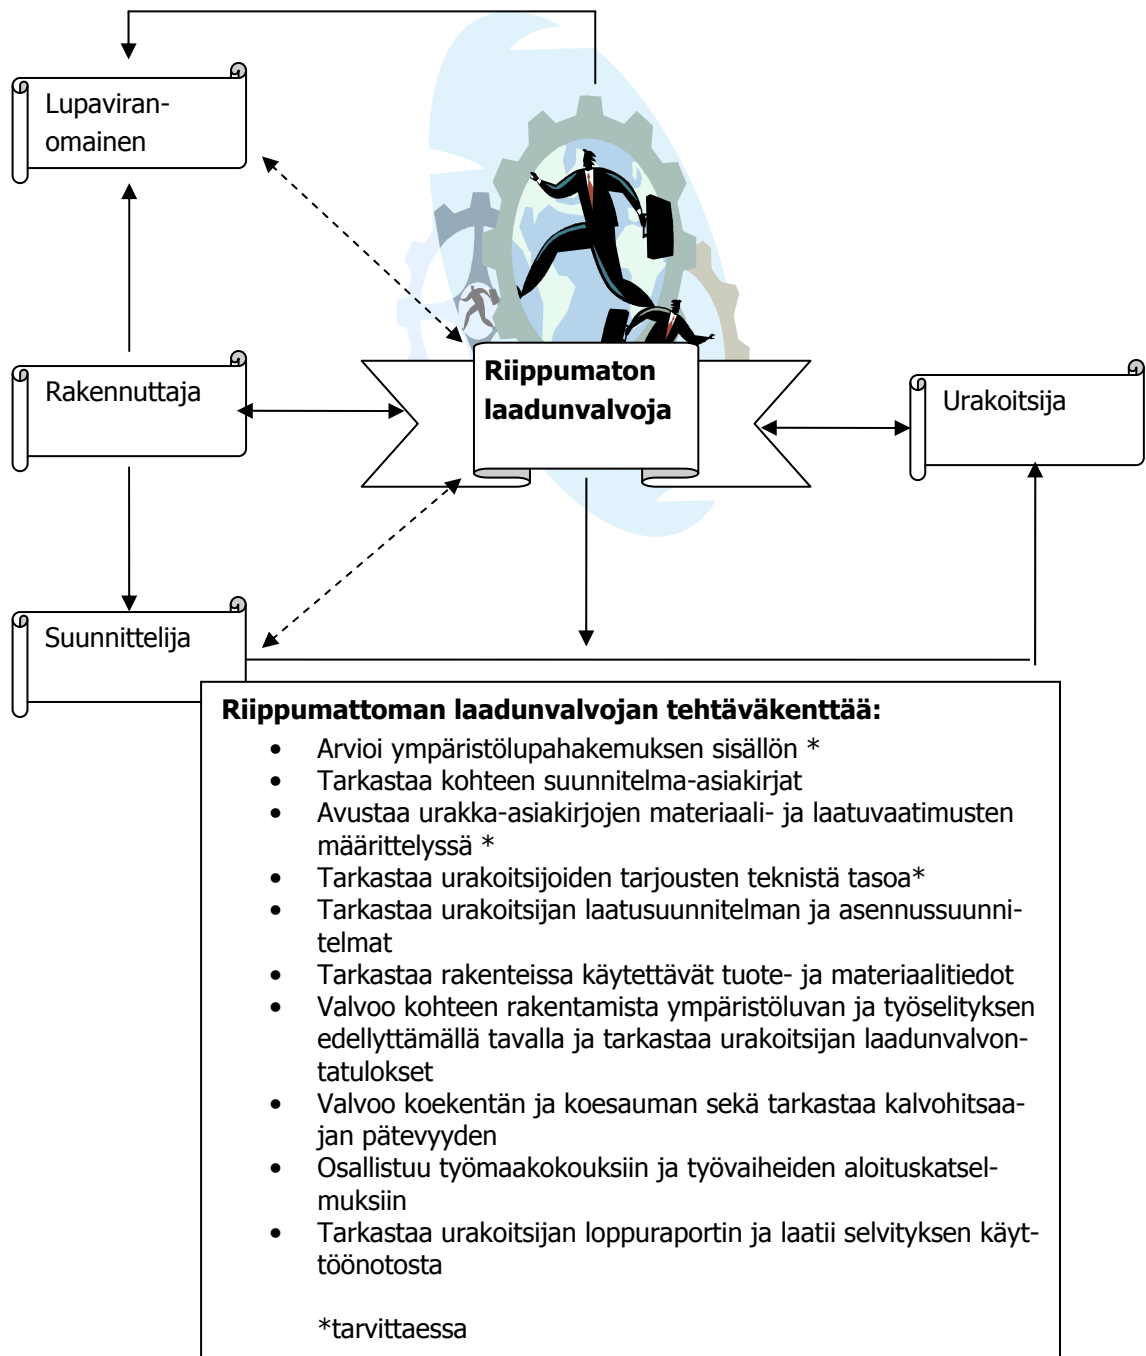 Lupaviran-
omainen
Rakennuttaja
Riippumaton
laadunvalvoja
Urakoitsija
Suunnittelija
Riippumattoman laadunvalvojan tehtäväkenttää:
• Arvioi ympäristölupahakemuksen sisällön *
• Tarkastaa kohteen suunnitelma-asiakirjat
• Avustaa urakka-asiakirjojen materiaali- ja laatuvaatimusten
määrittelyssä *
• Tarkastaa urakoitsijoiden tarjousten teknistä tasoa*
• Tarkastaa urakoitsijan laatusuunnitelman ja asennussuunni-
telmat
• Tarkastaa rakenteissa käytettävät tuote- ja materiaalitiedot
• Valvoo kohteen rakentamista ympäristöluvan ja työselityksen
edellyttämällä tavalla ja tarkastaa urakoitsijan laadunvalvon-
tatulokset
• Valvoo koekentän ja koesauman sekä tarkastaa kalvohitsaa-
jan pätevyyden
• Osallistuu työmaakokouksiin ja työvaiheiden aloituskatsel-
muksiin
• Tarkastaa urakoitsijan loppuraportin ja laatii selvityksen käyt-
töönotosta
*tarvittaessa